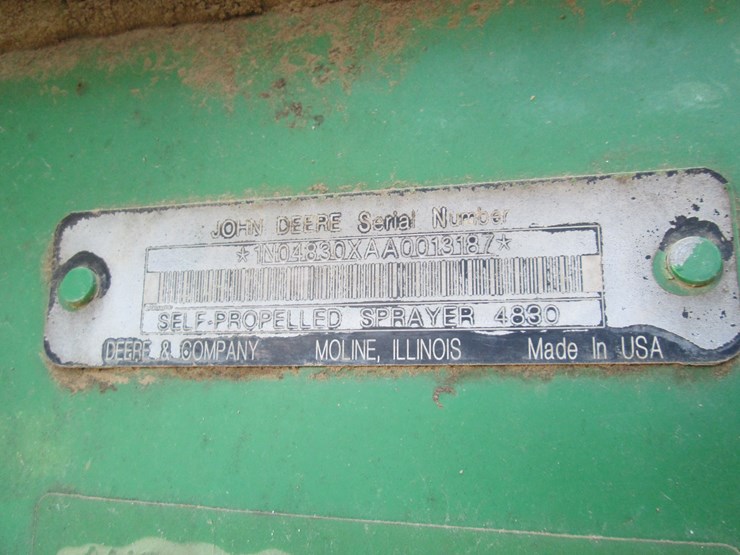 JOHN DEERE Serial Number
*1N04830XAA0013187*
SELF-PROPELLED SPRAYER 4830
DEERE & COMPANY MOLINE, ILLINOIS Made In USA